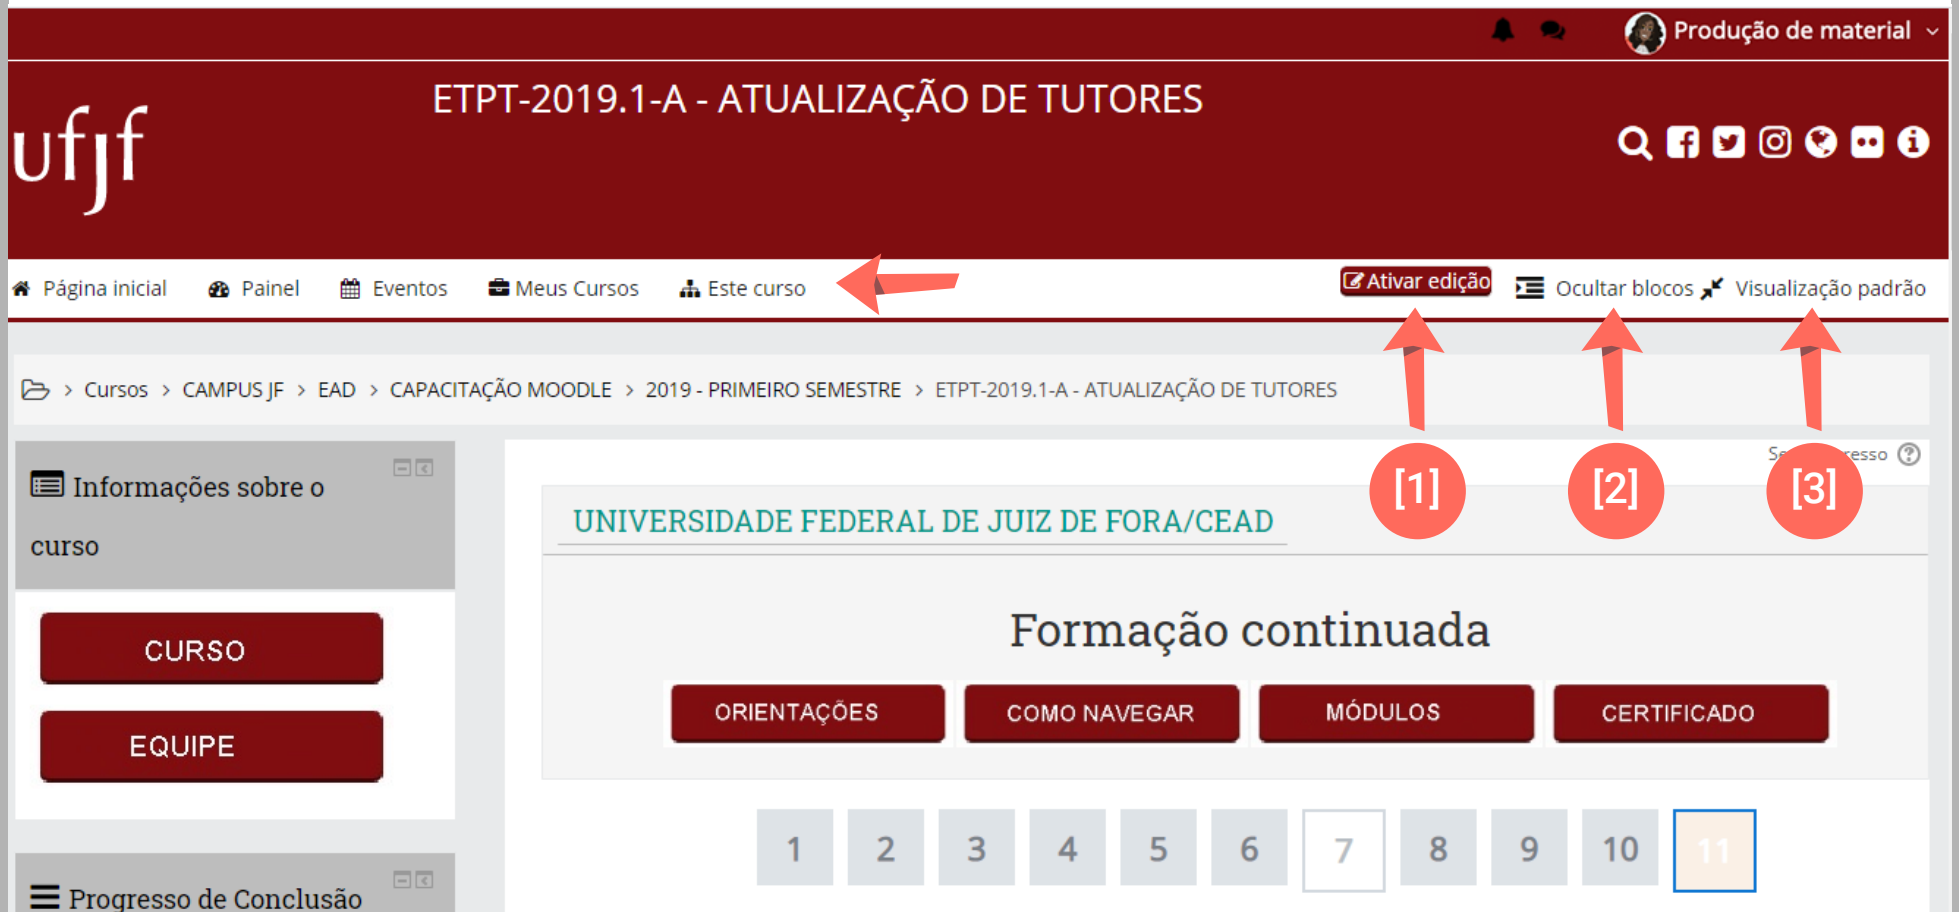 Produção de material
ETPT-2019.1-A - ATUALIZAÇÃO DE TUTORES
ufjf
Página inicial Painel Eventos Meus Cursos Este curso Ativar edição Ocultar blocos Visualização padrão
> Cursos > CAMPUS JF > EAD > CAPACITAÇÃO MOODLE > 2019 - PRIMEIRO SEMESTRE > ETPT-2019.1-A - ATUALIZAÇÃO DE TUTORES
[1] [2] [3]
Informações sobre o
curso
CURSO
EQUIPE
Progresso de Conclusão
UNIVERSIDADE FEDERAL DE JUIZ DE FORA/CEAD
Formação continuada
ORIENTAÇÕES COMO NAVEGAR MÓDULOS CERTIFICADO
1 2 3 4 5 6 7 8 9 10 11